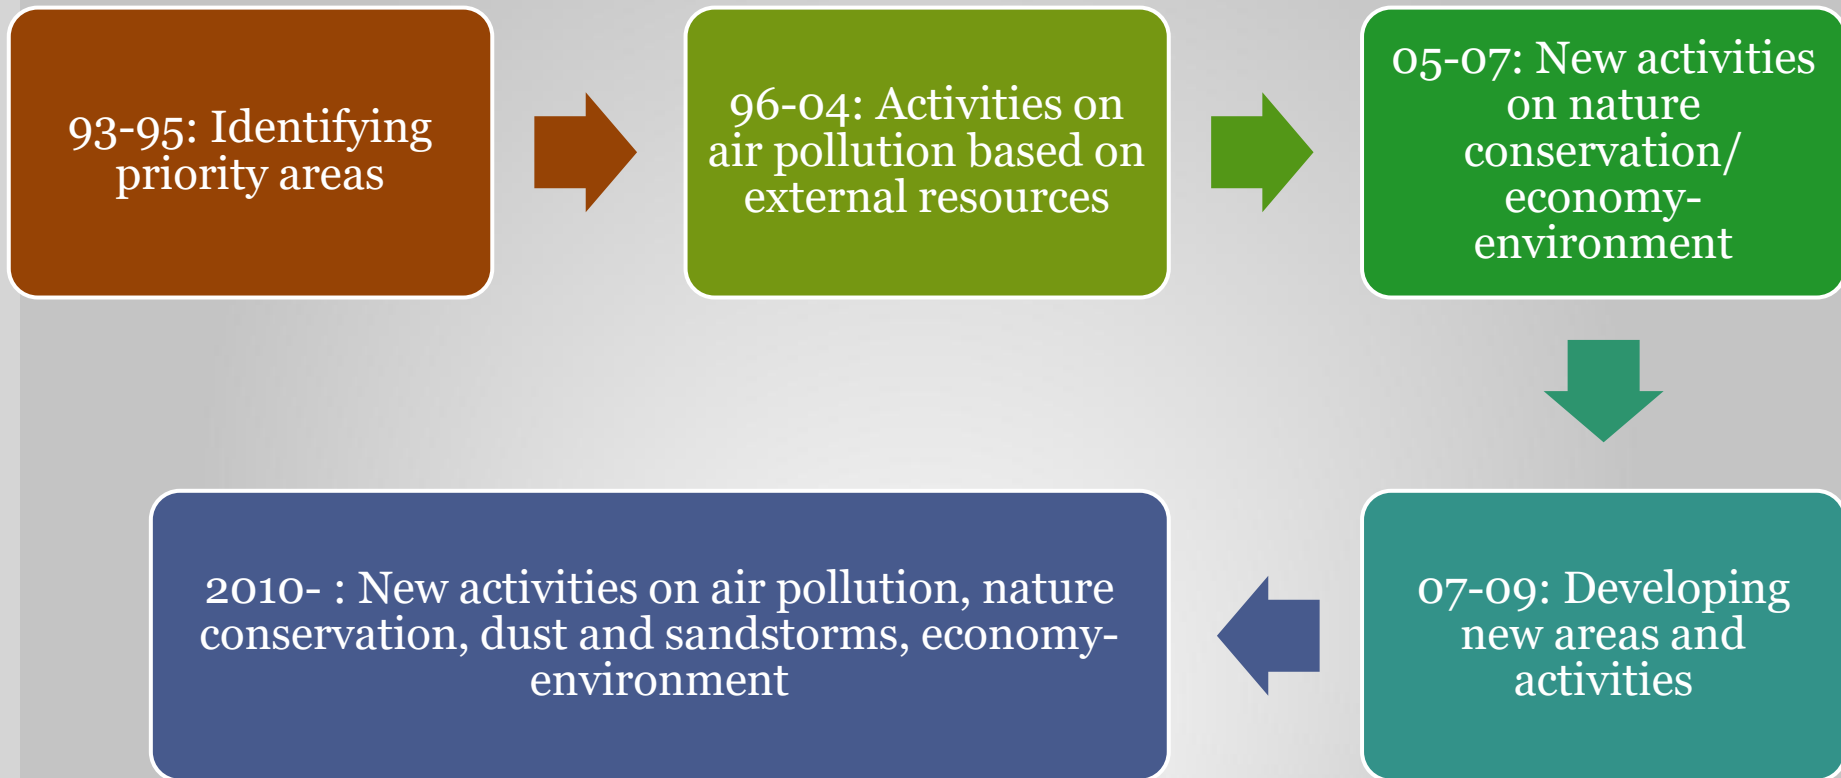 93-95: Identifying
priority areas
96-04: Activities on
air pollution based on
external resources
05-07: New activities
on nature
conservation/
economy-
environment
07-09: Developing
new areas and
activities
2010- : New activities on air pollution, nature
conservation, dust and sandstorms, economy-
environment